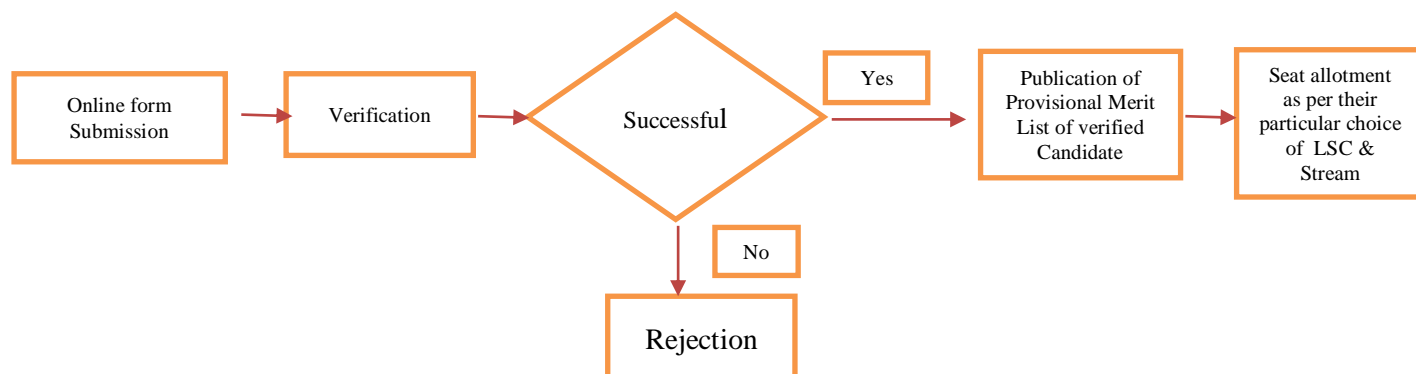 Online form
Submission
Verification
Successful
Yes
No
Rejection
Publication of
Provisional Merit
List of verified
Candidate
Seat allotment
as per their
particular choice
of LSC &
Stream